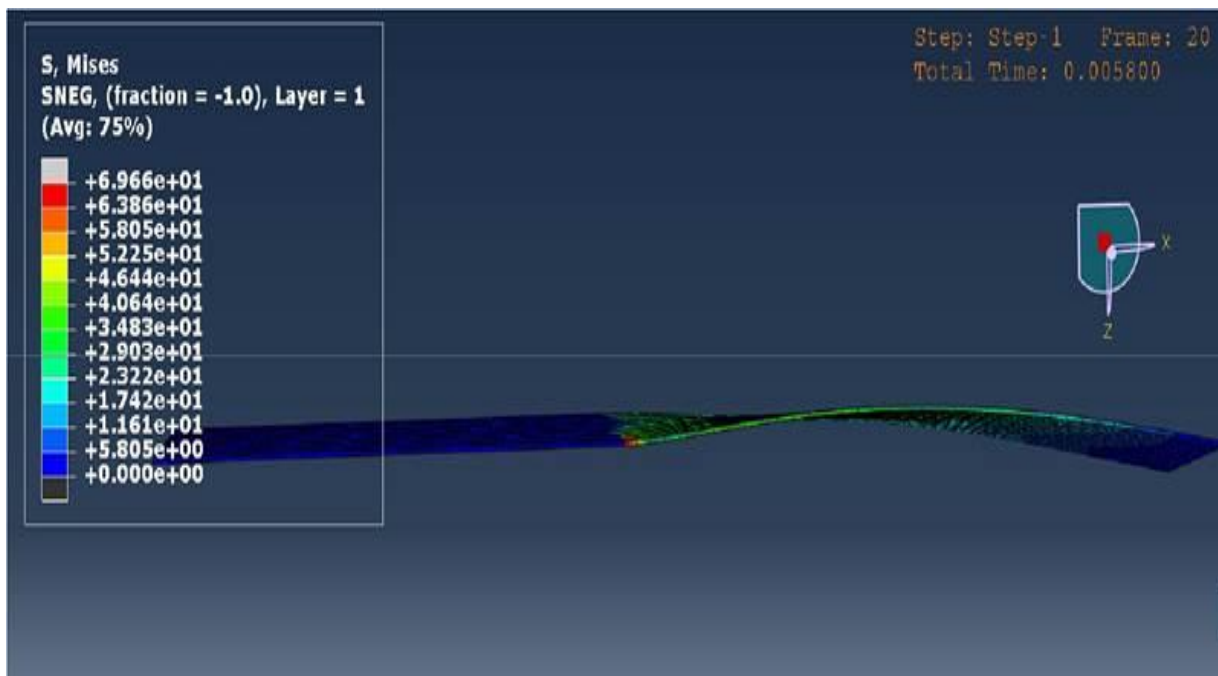 Step: Step-1 Frame: 20
Total Time: 0.005800
S, Mises
SNEG, (fraction = -1.0), Layer = 1
(Avg: 75%)
+6.966e+01
+6.386e+01
+5.805e+01
+5.225e+01
+4.644e+01
+4.064e+01
+3.483e+01
+2.903e+01
+2.322e+01
+1.742e+01
+1.161e+01
+5.805e+00
+0.000e+00
X
Z